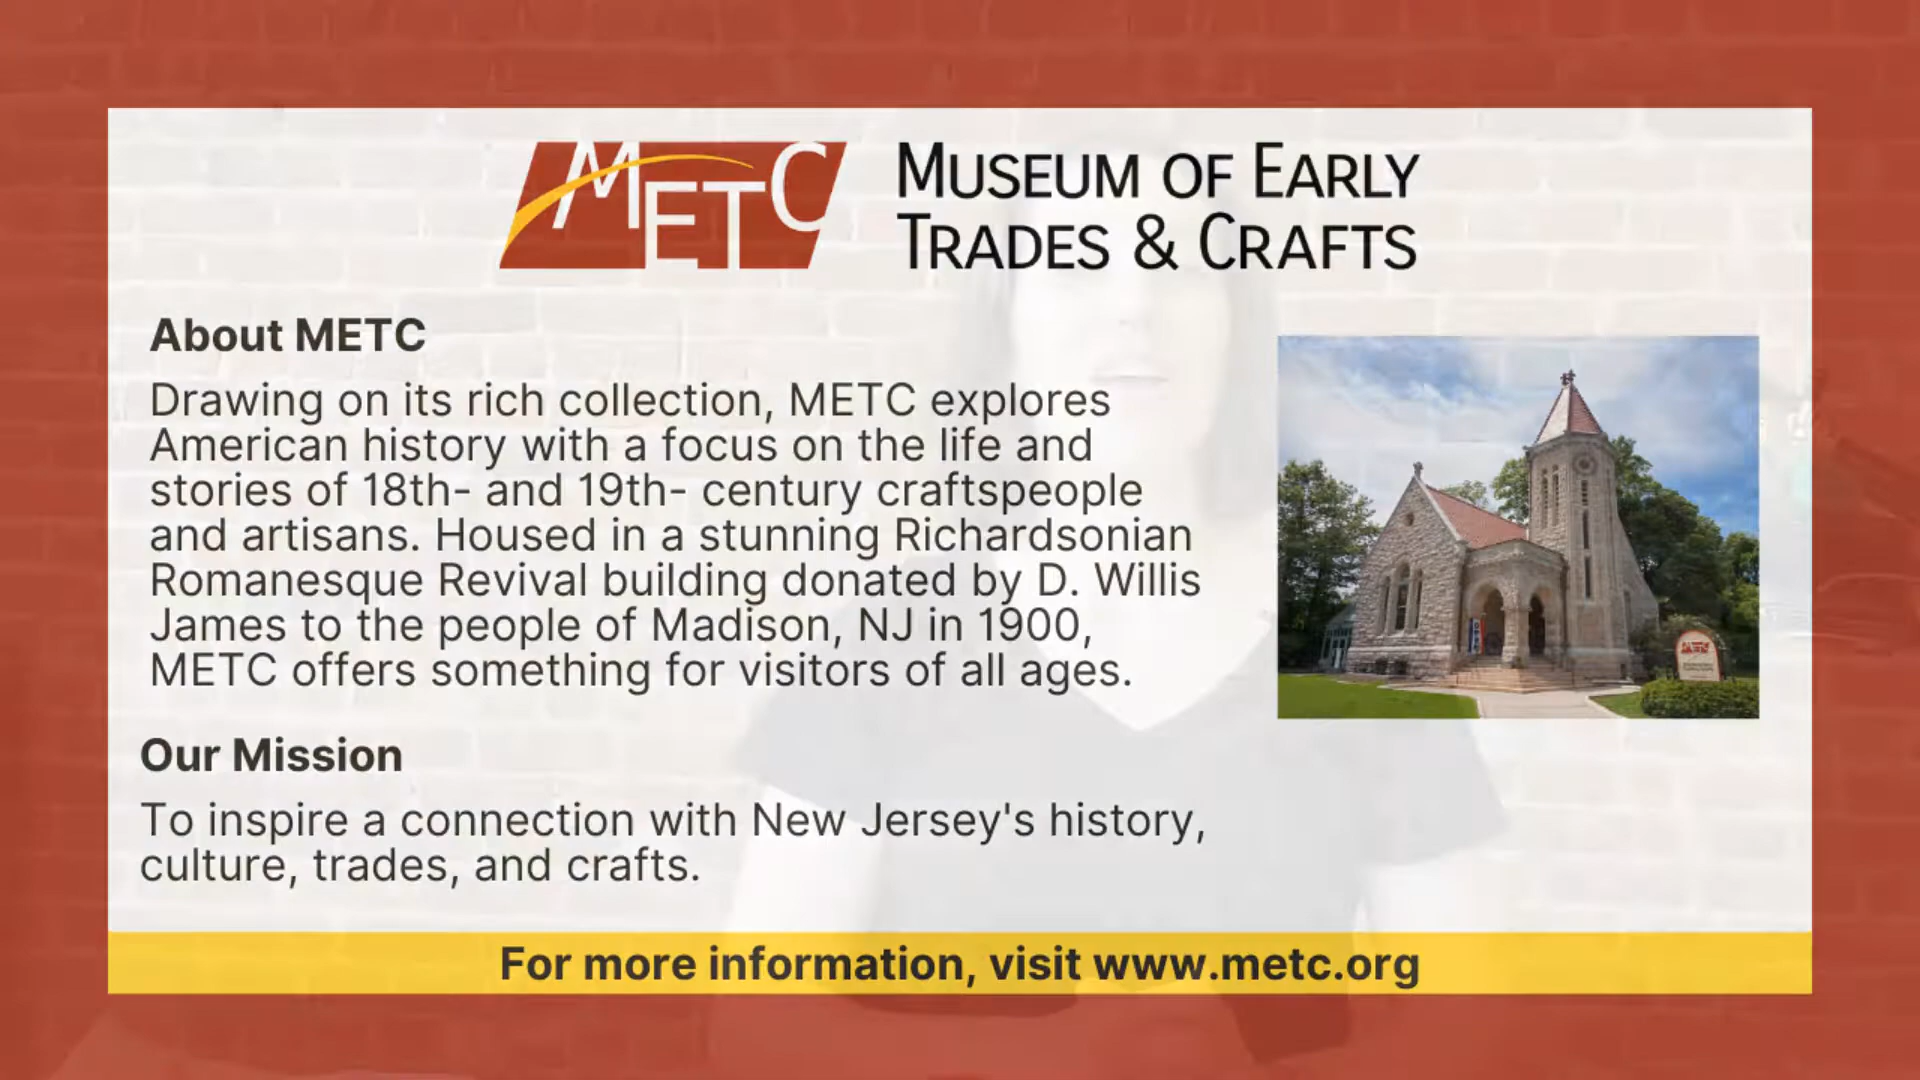 METC
MUSEUM OF EARLY
TRADES & CRAFTS
About METC
Drawing on its rich collection, METC explores
American history with a focus on the life and
stories of 18th- and 19th- century craftspeople
and artisans. Housed in a stunning Richardsonian
Romanesque Revival building donated by D. Willis
James to the people of Madison, NJ in 1900,
METC offers something for visitors of all ages.
METC
Our Mission
To inspire a connection with New Jersey's history,
culture, trades, and crafts.
For more information, visit www.metc.org